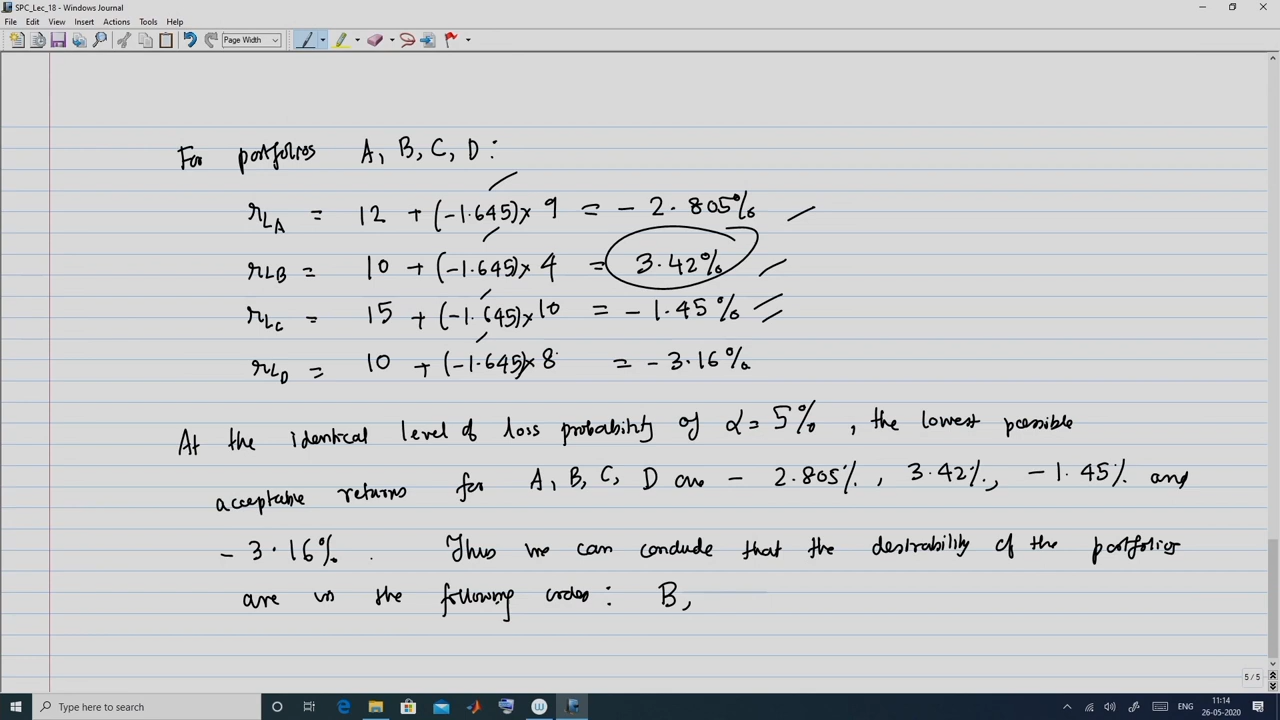 SPC_Lec_18 - Windows Journal
File Edit View Insert Actions Tools Help
Page Width
For portfolios A, B, C, D :
r_LA = 12 + (-1.645) × 9 = - 2.805%
r_LB = 10 + (-1.645) × 4 = 3.42%
r_LC = 15 + (-1.645) × 10 = - 1.45%
r_LD = 10 + (-1.645) × 8 = - 3.16%
At the identical level of loss probability of α = 5% , the lowest possible
acceptable returns for A, B, C, D are - 2.805% , 3.42%, - 1.45% and
- 3.16% . Thus we can conclude that the desirability of the portfolios
are in the following order : B,
5 / 5
Type here to search
ENG
11:14
26-05-2020